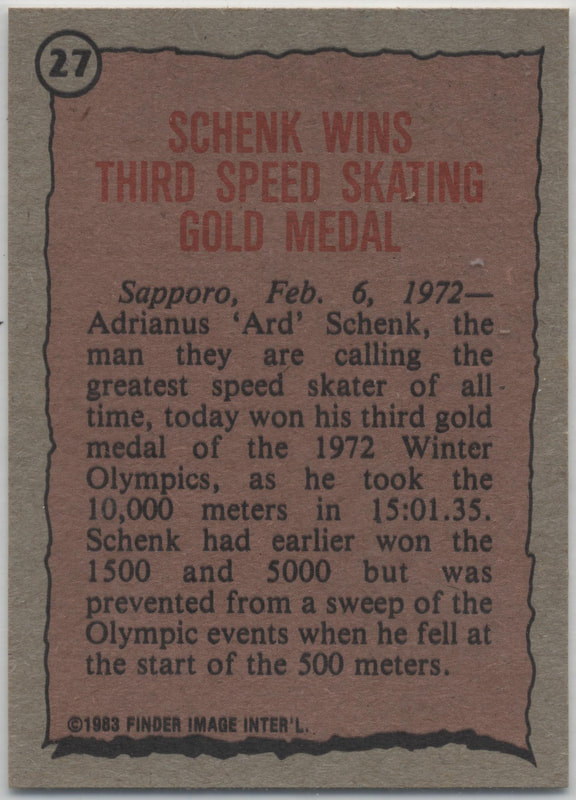 27
SCHENK WINS
THIRD SPEED SKATING
GOLD MEDAL
Sapporo, Feb. 6, 1972—
Adrianus ‘Ard’ Schenk, the
man they are calling the
greatest speed skater of all
time, today won his third gold
medal of the 1972 Winter
Olympics, as he took the
10,000 meters in 15:01.35.
Schenk had earlier won the
1500 and 5000 but was
prevented from a sweep of the
Olympic events when he fell at
the start of the 500 meters.
©1983 FINDER IMAGE INTER'L.